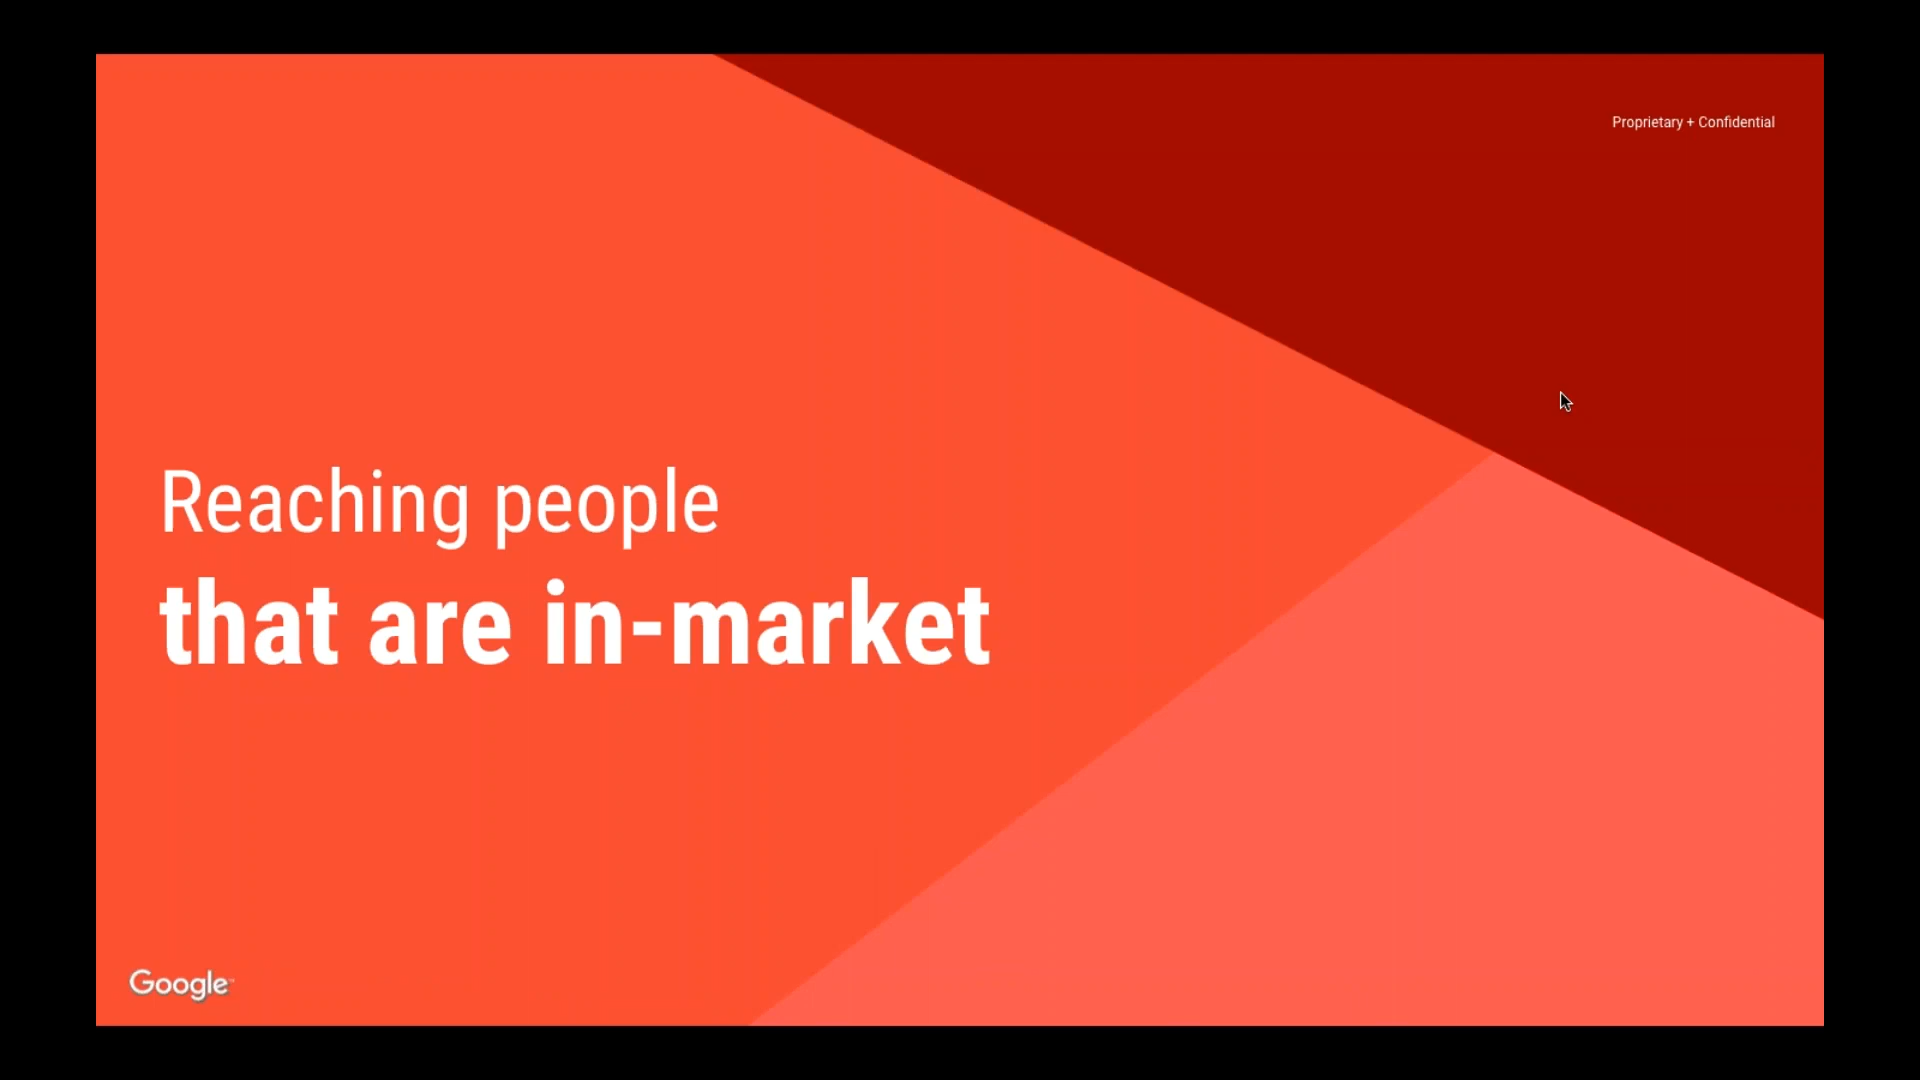 Proprietary + Confidential
Reaching people
that are in-market
Google